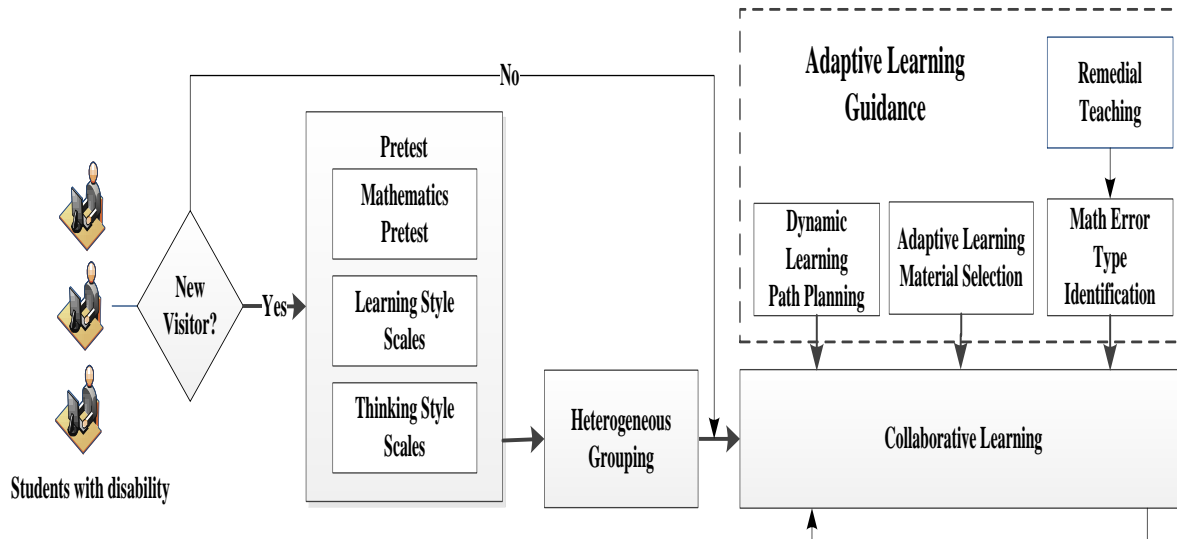 Students with disability
New
Visitor?
No
Yes
Pretest
Mathematics
Pretest
Learning Style
Scales
Thinking Style
Scales
Heterogeneous
Grouping
Adaptive Learning
Guidance
Remedial
Teaching
Dynamic
Learning
Path Planning
Adaptive Learning
Material Selection
Math Error
Type
Identification
Collaborative Learning